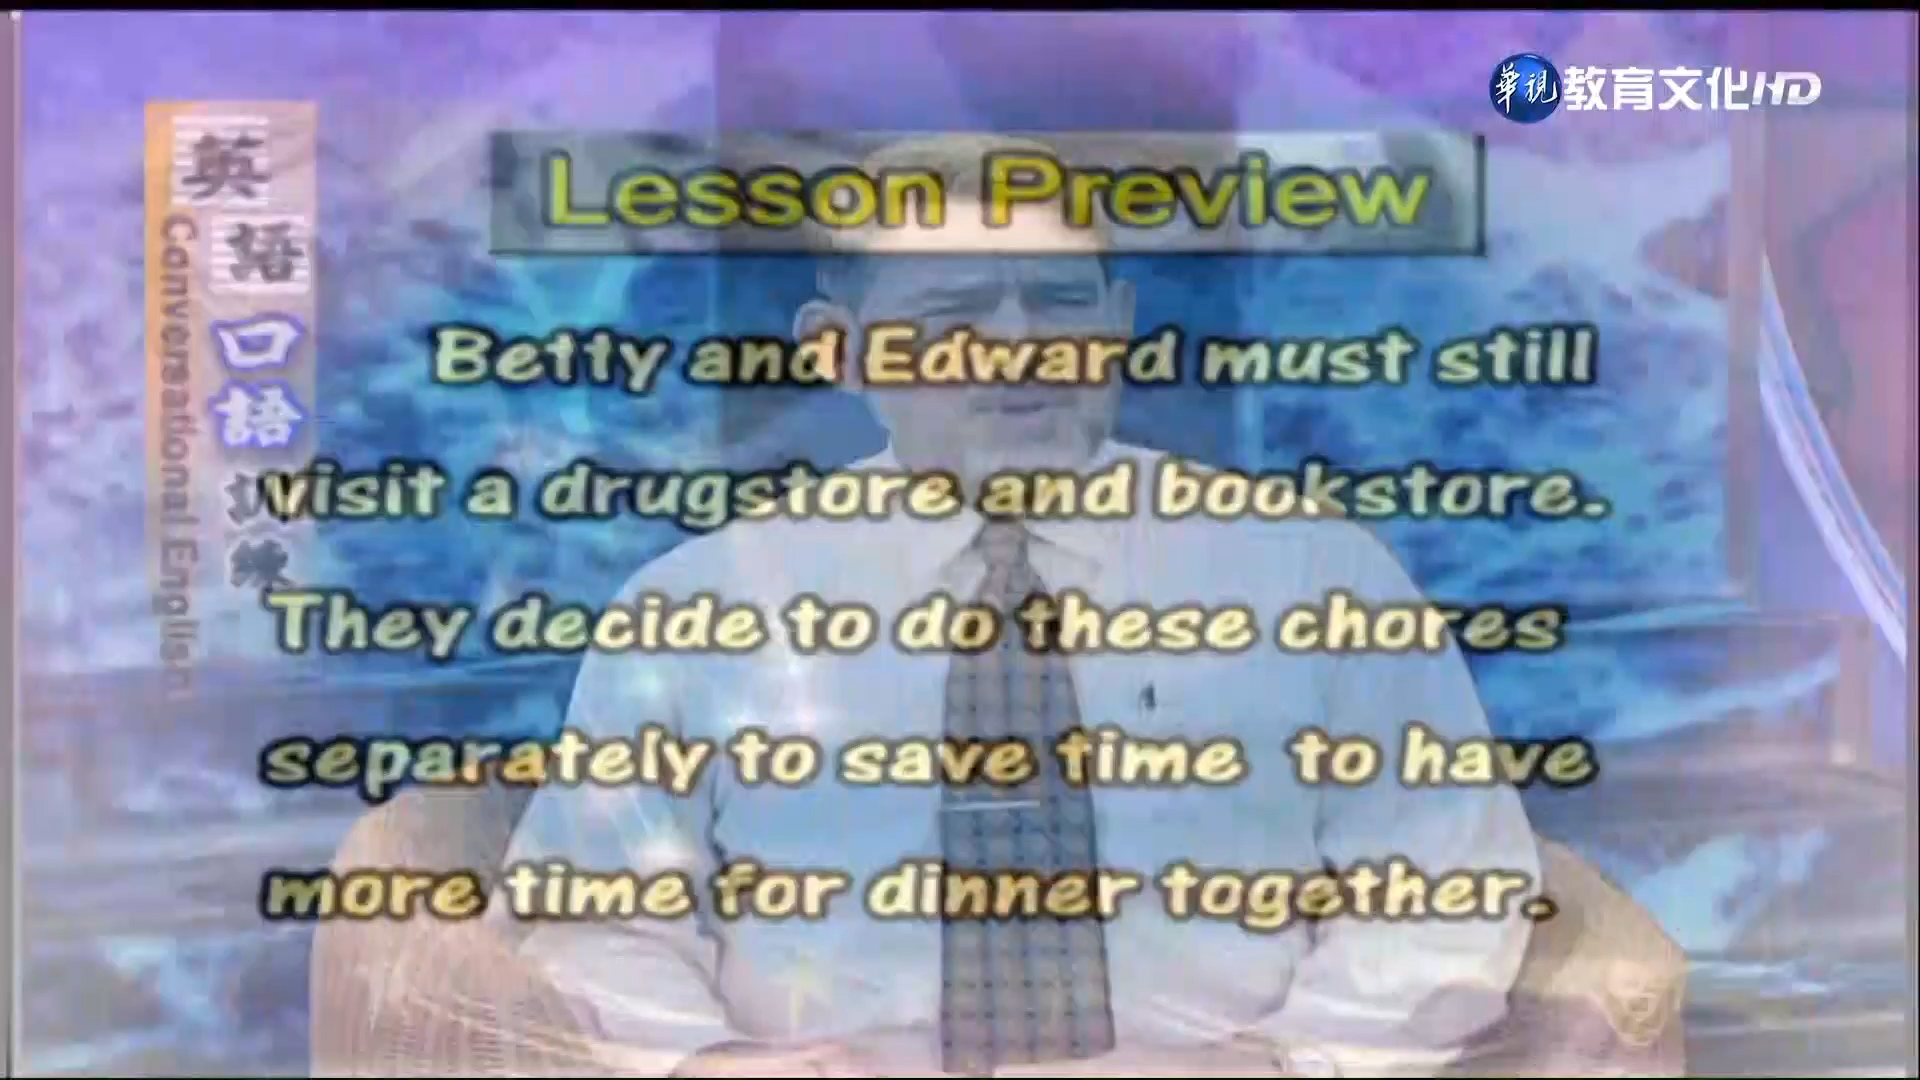 華視 教育文化HD
英語口語訓練
Conversational English
Lesson Preview
Betty and Edward must still
visit a drugstore and bookstore.
They decide to do these chores
separately to save time to have
more time for dinner together.